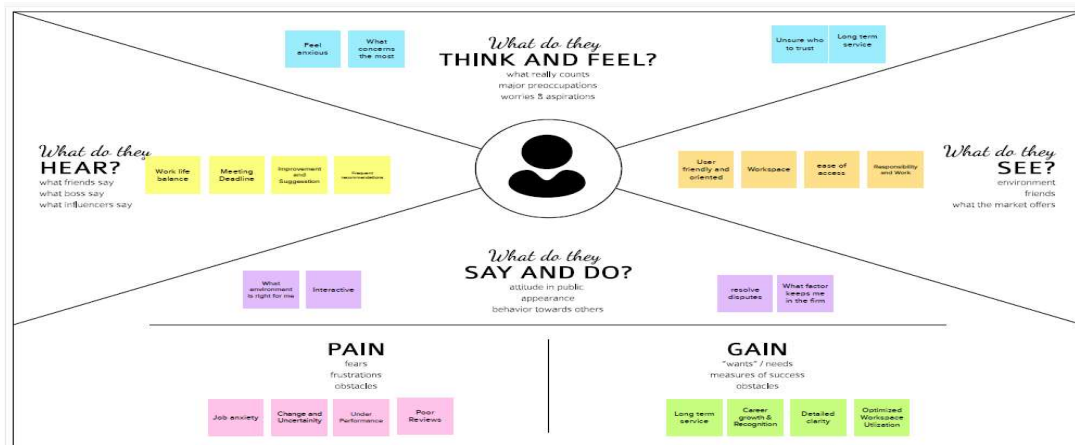 Feel
anxious
What
concerns
the most
What do they
THINK AND FEEL?
what really counts
major preoccupations
worries & aspirations
Unsure who
to trust
Long term
service
What do they
HEAR?
what friends say
what boss say
what influencers say
Work life
balance
Meeting
Deadline
Improvement
and
Suggesstion
Frequent
recommendations
User
friendly and
oriented
Workspace
ease of
access
Responsibility
and Work
What do they
SEE?
environment
friends
what the market offers
What
environment
is right for me
Interactive
What do they
SAY AND DO?
attitude in public
appearance
behavior towards others
resolve
disputes
What factor
keeps me
in the firm
PAIN
fears
frustrations
obstacles
Job anxiety
Change and
Uncertainity
Under
Performance
Poor
Reviews
GAIN
"wants" / needs
measures of success
obstacles
Long term
service
Career
growth &
Recognition
Detailed
clarity
Optimized
Workspace
Utilization